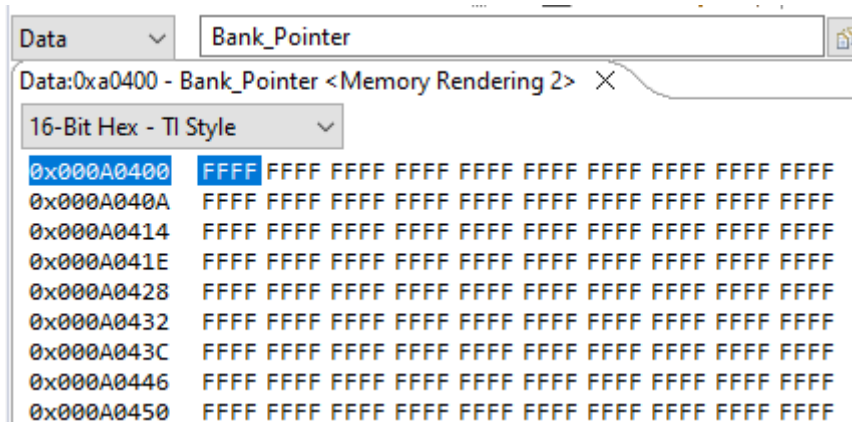 Data Bank_Pointer
Data:0xa0400 - Bank_Pointer <Memory Rendering 2>
16-Bit Hex - TI Style
0x000A0400 FFFF FFFF FFFF FFFF FFFF FFFF FFFF FFFF FFFF FFFF
0x000A040A FFFF FFFF FFFF FFFF FFFF FFFF FFFF FFFF FFFF FFFF
0x000A0414 FFFF FFFF FFFF FFFF FFFF FFFF FFFF FFFF FFFF FFFF
0x000A041E FFFF FFFF FFFF FFFF FFFF FFFF FFFF FFFF FFFF FFFF
0x000A0428 FFFF FFFF FFFF FFFF FFFF FFFF FFFF FFFF FFFF FFFF
0x000A0432 FFFF FFFF FFFF FFFF FFFF FFFF FFFF FFFF FFFF FFFF
0x000A043C FFFF FFFF FFFF FFFF FFFF FFFF FFFF FFFF FFFF FFFF
0x000A0446 FFFF FFFF FFFF FFFF FFFF FFFF FFFF FFFF FFFF FFFF
0x000A0450 FFFF FFFF FFFF FFFF FFFF FFFF FFFF FFFF FFFF FFFF